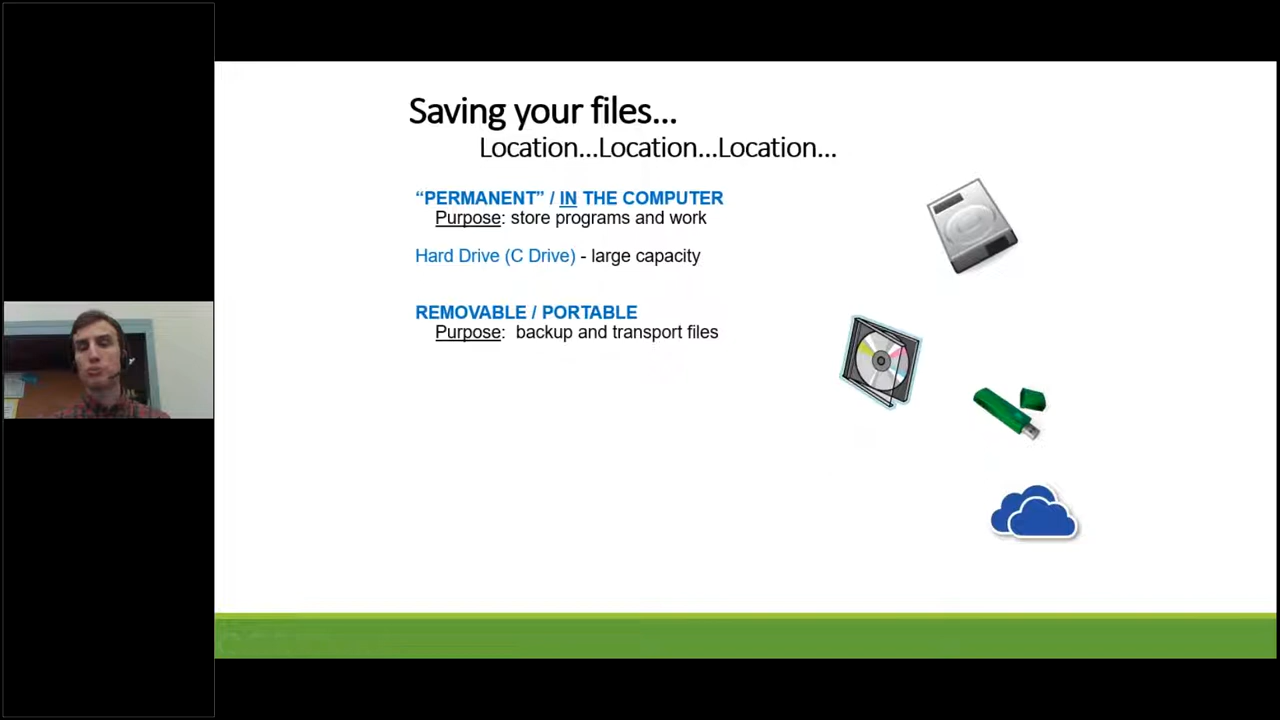 Saving your files...
Location...Location...Location...
“PERMANENT” / IN THE COMPUTER
Purpose: store programs and work
Hard Drive (C Drive) - large capacity
REMOVABLE / PORTABLE
Purpose: backup and transport files